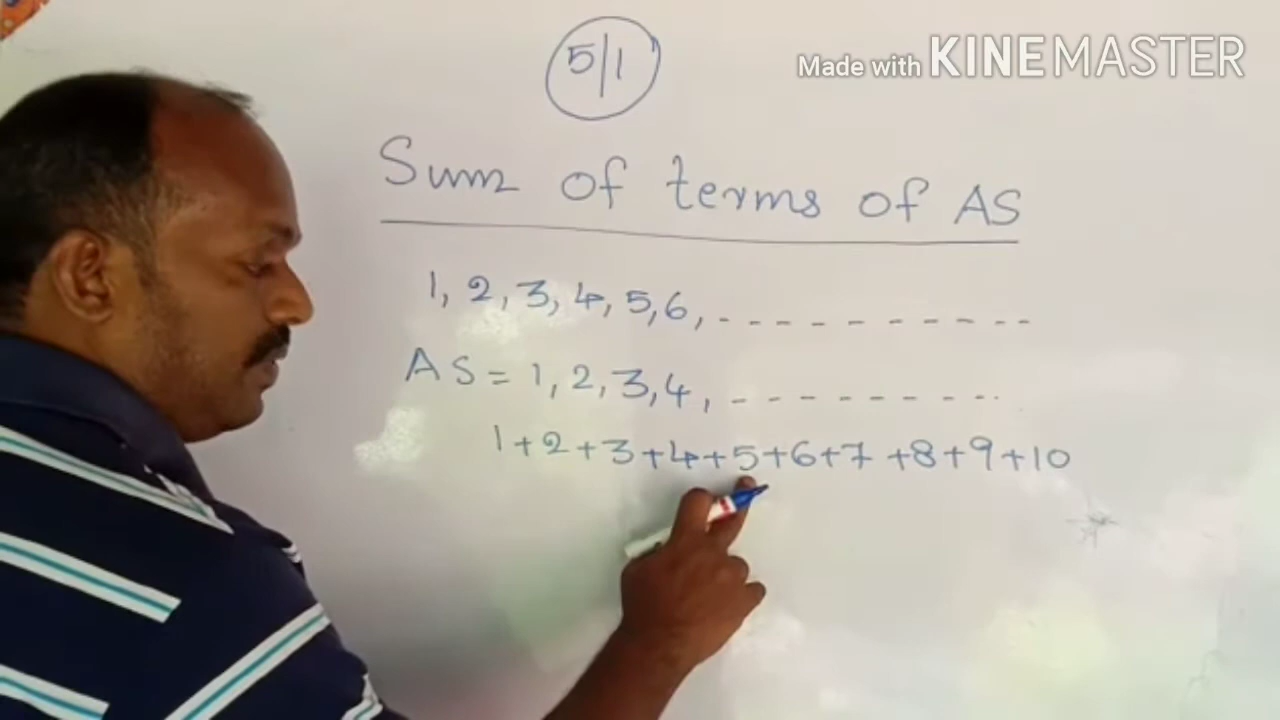 5/1
Made with KINEMASTER
Sum of terms of AS
1, 2, 3, 4, 5, 6, - - - - - - - - - -
AS = 1, 2, 3, 4, - - - - - - - - -
1+2+3+4+5+6+7+8+9+10